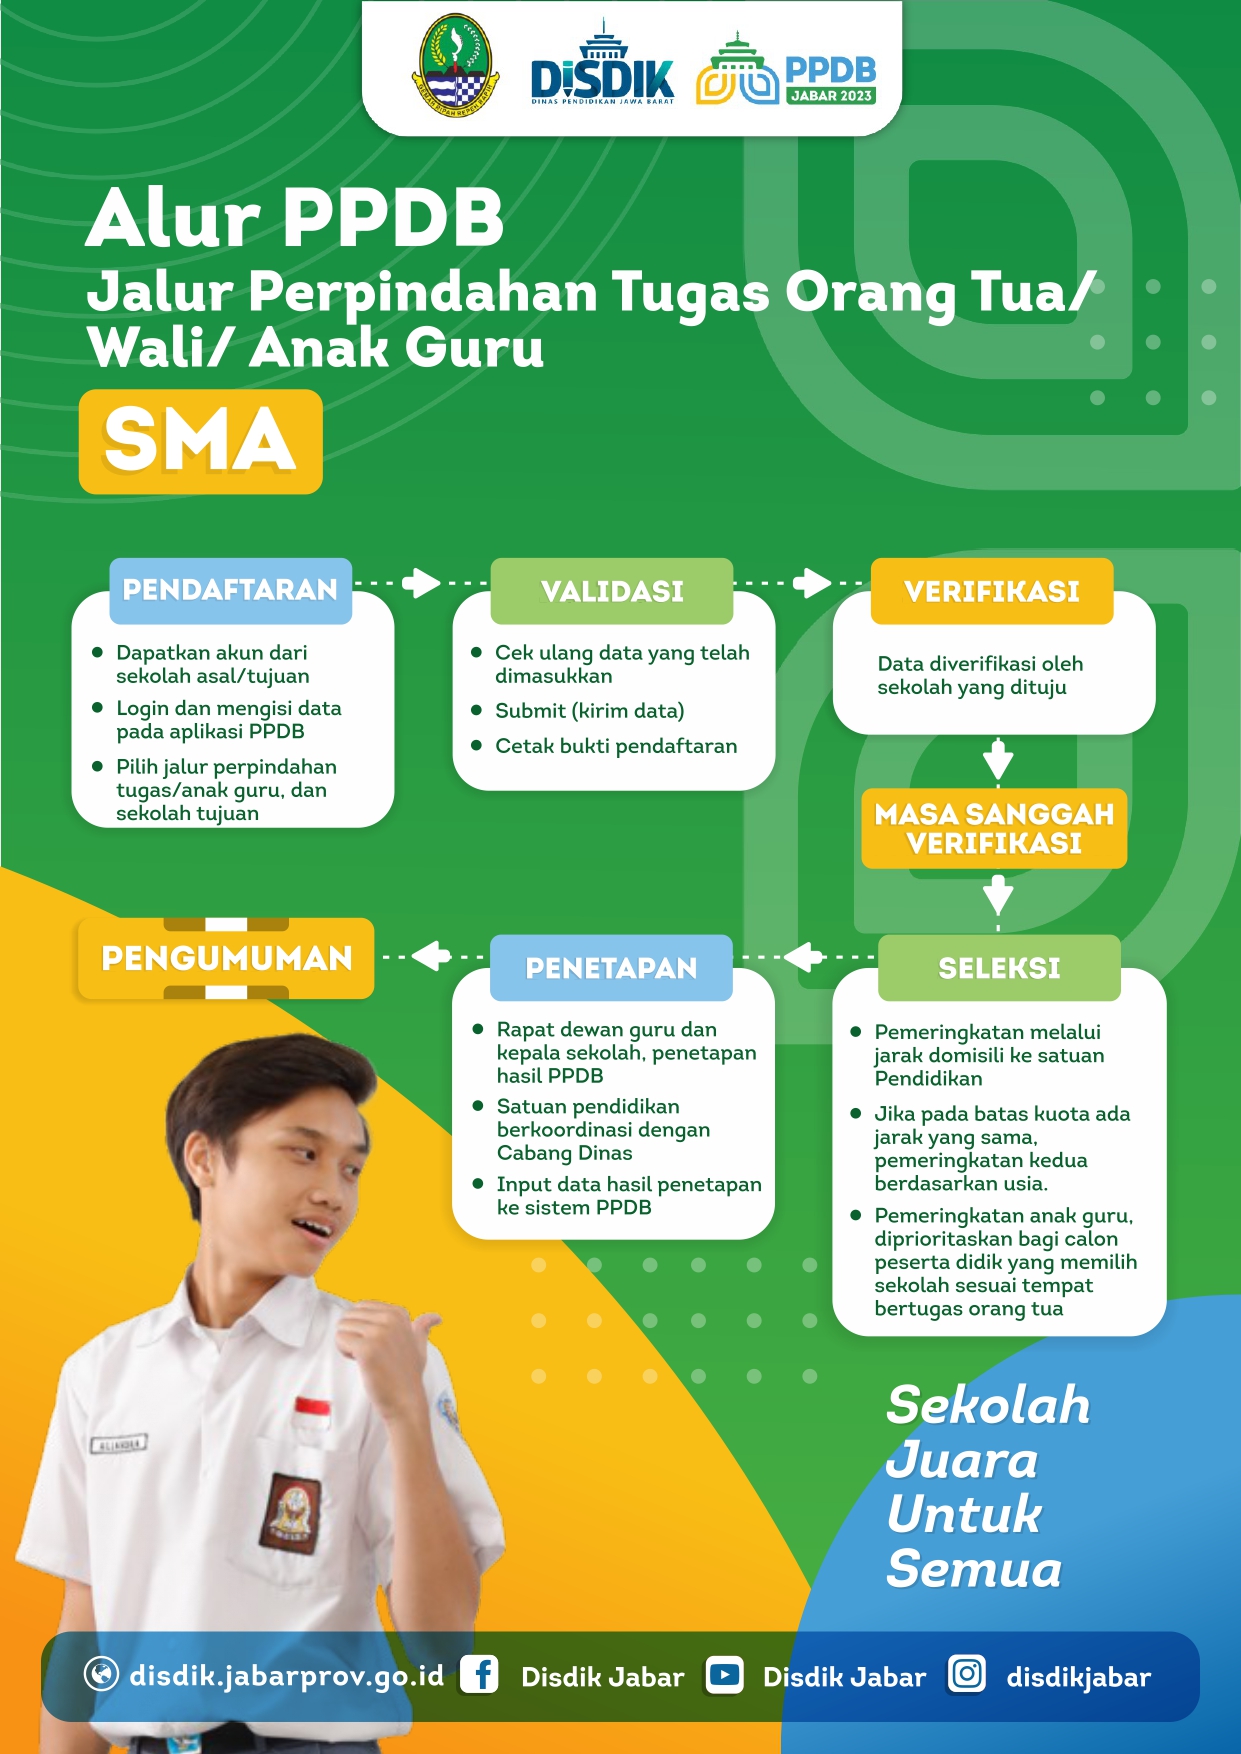 GEMAH RIPAH REPEH RAPIH
DiSDIK
DINAS PENDIDIKAN JAWA BARAT
PPDB
JABAR 2023
Alur PPDB
Jalur Perpindahan Tugas Orang Tua/
Wali/ Anak Guru
SMA
PENDAFTARAN
Dapatkan akun dari
sekolah asal/tujuan
Login dan mengisi data
pada aplikasi PPDB
Pilih jalur perpindahan
tugas/anak guru, dan
sekolah tujuan
VALIDASI
Cek ulang data yang telah
dimasukkan
Submit (kirim data)
Cetak bukti pendaftaran
VERIFIKASI
Data diverifikasi oleh
sekolah yang dituju
MASA SANGGAH
VERIFIKASI
SELEKSI
Pemeringkatan melalui
jarak domisili ke satuan
Pendidikan
Jika pada batas kuota ada
jarak yang sama,
pemeringkatan kedua
berdasarkan usia.
Pemeringkatan anak guru,
diprioritaskan bagi calon
peserta didik yang memilih
sekolah sesuai tempat
bertugas orang tua
PENETAPAN
Rapat dewan guru dan
kepala sekolah, penetapan
hasil PPDB
Satuan pendidikan
berkoordinasi dengan
Cabang Dinas
Input data hasil penetapan
ke sistem PPDB
PENGUMUMAN
Sekolah
Juara
Untuk
Semua
disdik.jabarprov.go.id
Disdik Jabar
Disdik Jabar
disdikjabar